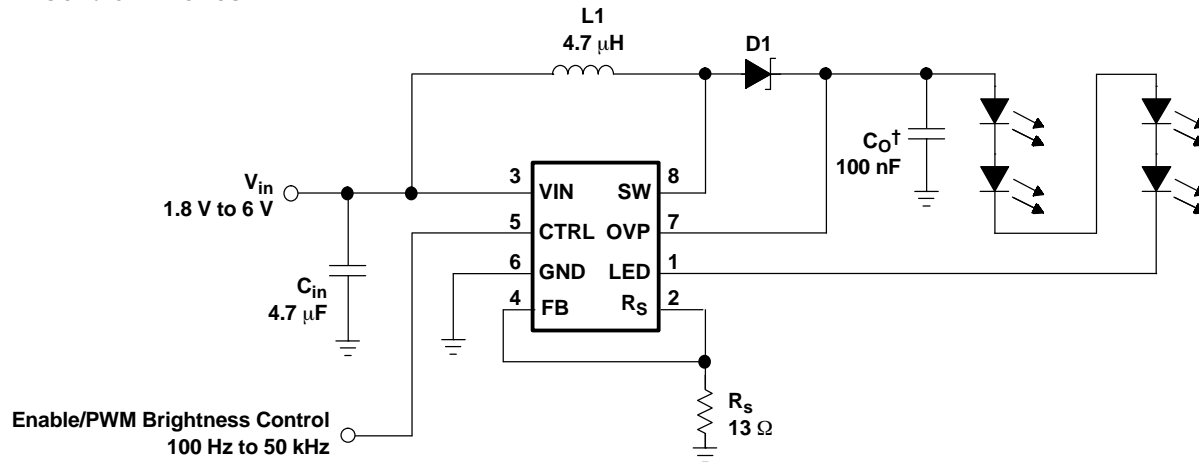 L1
4.7 μH
D1
CO†
100 nF
Vin
1.8 V to 6 V
3
VIN
SW
8
5
CTRL
OVP
7
6
GND
LED
1
4
FB
RS
2
Cin
4.7 μF
Rs
13 Ω
Enable/PWM Brightness Control
100 Hz to 50 kHz